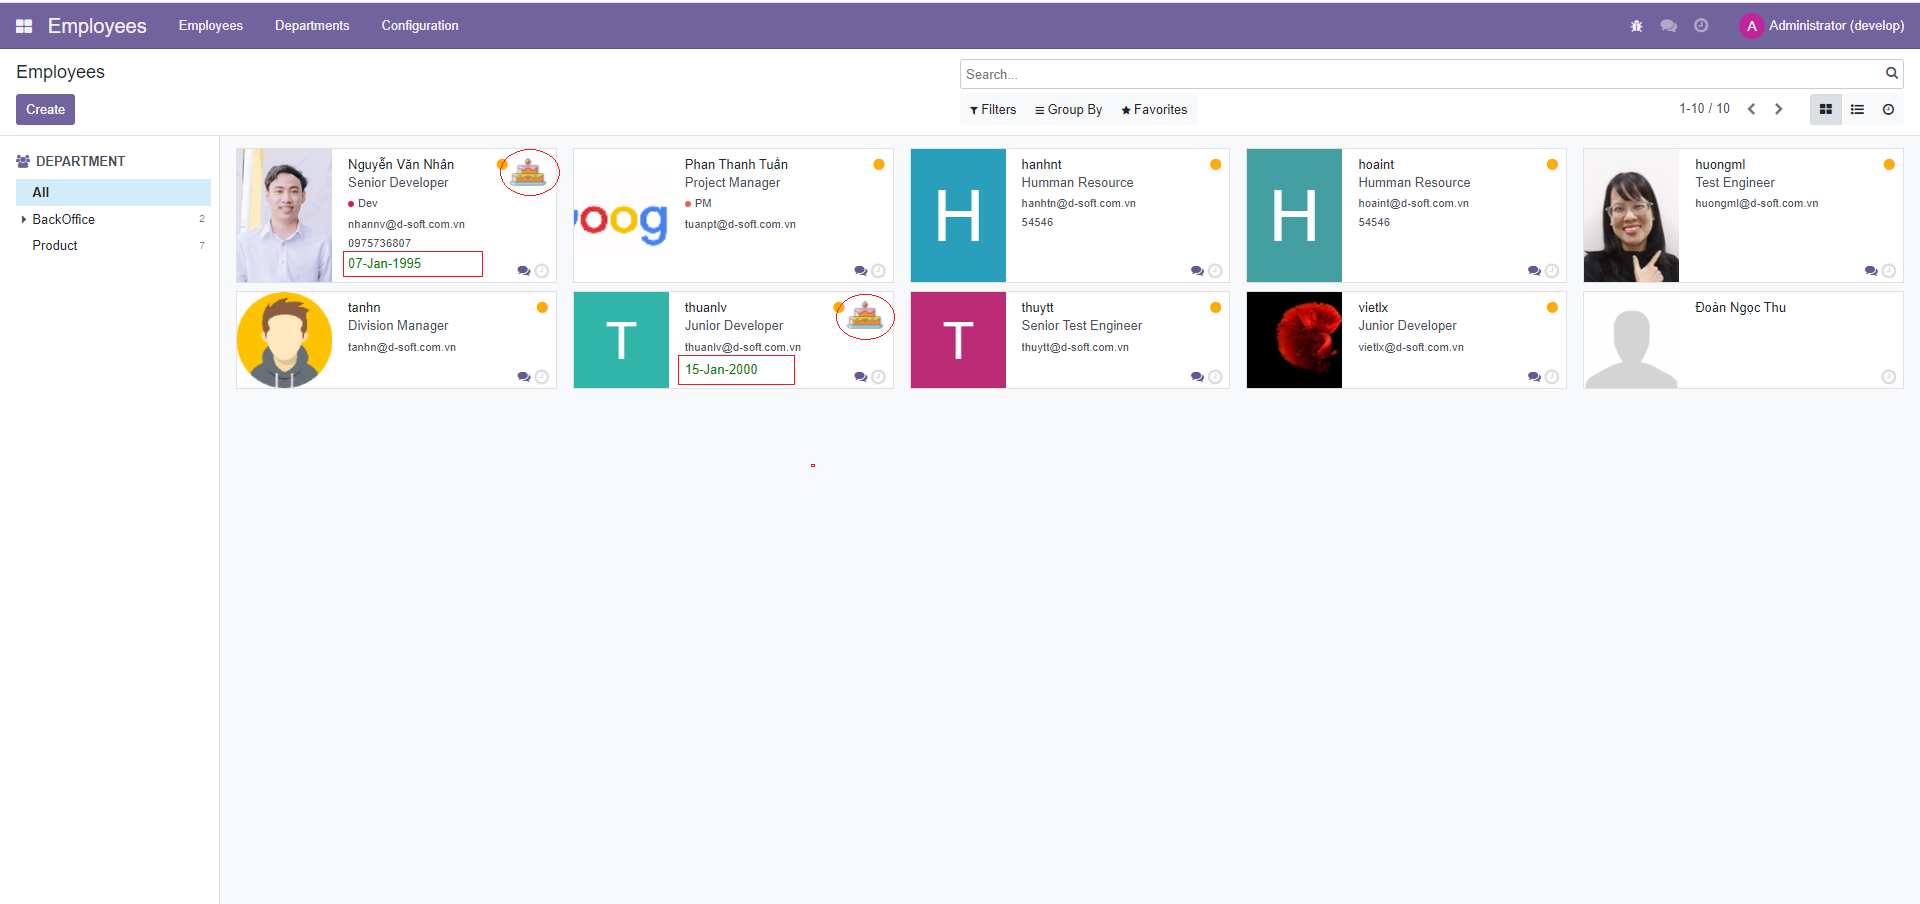 Employees Employees Departments Configuration A Administrator (develop)
Employees
Search...
Create
Filters Group By Favorites 1-10 / 10
DEPARTMENT
All
BackOffice 2
Product 7
Nguyễn Văn Nhân
Senior Developer
Dev
nhannv@d-soft.com.vn
0975736807
07-Jan-1995
oog
Phan Thanh Tuấn
Project Manager
PM
tuanpt@d-soft.com.vn
H
hanhnt
Humman Resource
hanhtn@d-soft.com.vn
54546
H
hoaint
Humman Resource
hoaint@d-soft.com.vn
54546
huongml
Test Engineer
huongml@d-soft.com.vn
tanhn
Division Manager
tanhn@d-soft.com.vn
T
thuanlv
Junior Developer
thuanlv@d-soft.com.vn
15-Jan-2000
T
thuytt
Senior Test Engineer
thuytt@d-soft.com.vn
vietlx
Junior Developer
vietlx@d-soft.com.vn
Đoàn Ngọc Thu